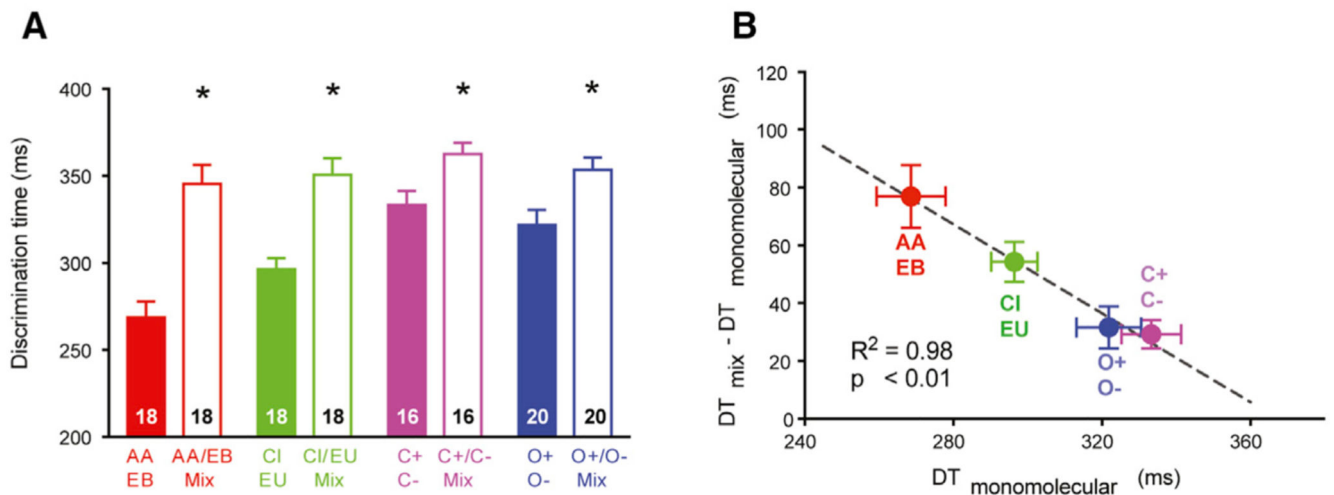 A
Discrimination time (ms)
400
350
300
250
200
* * * *
18 18 18 18 16 16 20 20
AA AA/EB CI CI/EU C+ C+/C- O+ O+/O-
EB Mix EU Mix C- Mix O- Mix
B
DT mix - DT monomolecular (ms)
120
100
80
60
40
20
0
AA
EB
CI
EU
C+
C-
O+
O-
R² = 0.98
p < 0.01
240 280 320 360
DT monomolecular (ms)